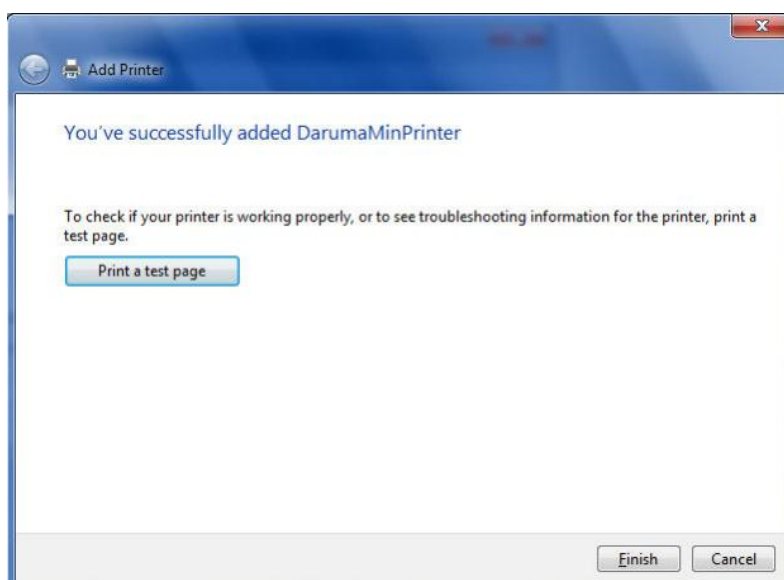 Add Printer
You've successfully added DarumaMinPrinter
To check if your printer is working properly, or to see troubleshooting information for the printer, print a
test page.
Print a test page
Finish
Cancel